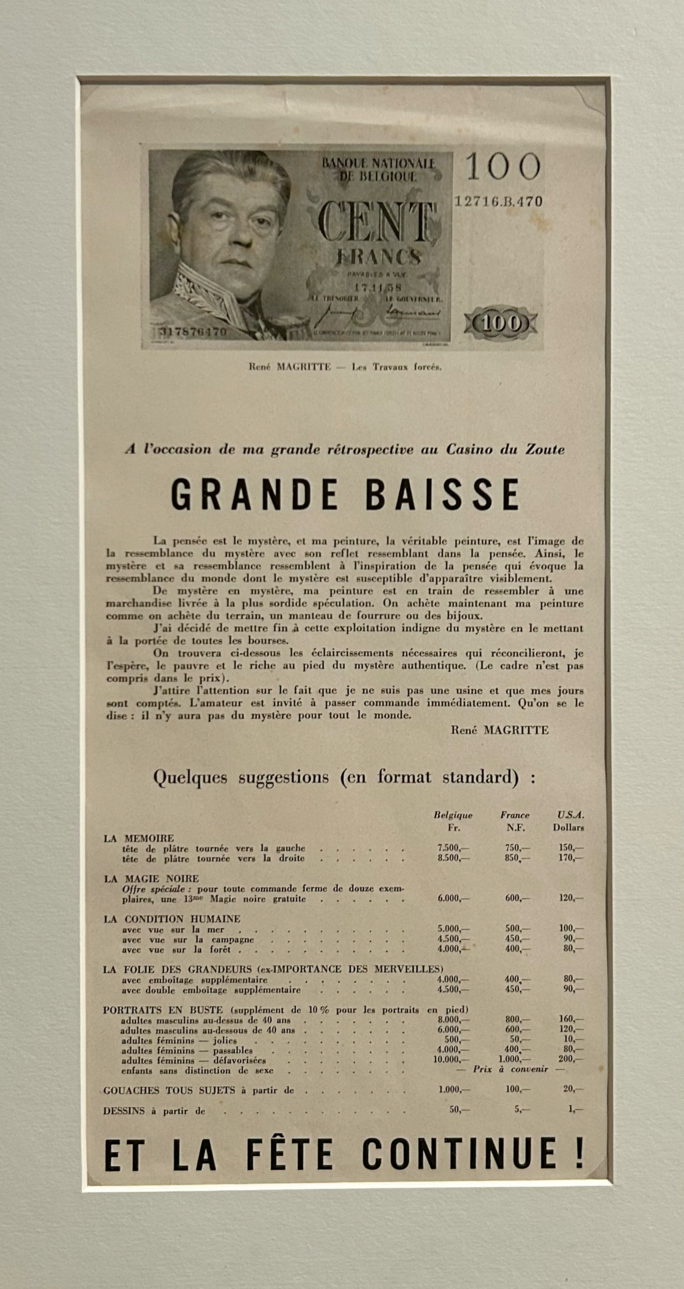 BANQUE NATIONALE
DE BELGIQUE
CENT
FRANCS
PAYABLES A VUE
17.11.58
LE TRESORIER LE GOUVERNEUR.
317876470
100
12716.B.470
100
René MAGRITTE — Les Travaux forcés.
A l'occasion de ma grande rétrospective au Casino du Zoute
GRANDE BAISSE
La pensée est le mystère, et ma peinture, la véritable peinture, est l'image de
la ressemblance du mystère avec son reflet ressemblant dans la pensée. Ainsi, le
mystère et sa ressemblance ressemblent à l'inspiration de la pensée qui évoque la
ressemblance du monde dont le mystère est susceptible d'apparaître visiblement.
De mystère en mystère, ma peinture est en train de ressembler à une
marchandise livrée à la plus sordide spéculation. On achète maintenant ma peinture
comme on achète du terrain, un manteau de fourrure ou des bijoux.
J'ai décidé de mettre fin à cette exploitation indigne du mystère en le mettant
à la portée de toutes les bourses.
On trouvera ci-dessous les éclaircissements nécessaires qui réconcilieront, je
l'espère, le pauvre et le riche au pied du mystère authentique. (Le cadre n'est pas
compris dans le prix).
J'attire l'attention sur le fait que je ne suis pas une usine et que mes jours
sont comptés. L'amateur est invité à passer commande immédiatement. Qu'on se le
dise : il n'y aura pas du mystère pour tout le monde.
René MAGRITTE
Quelques suggestions (en format standard) :
Belgique France U.S.A.
Fr. N.F. Dollars
LA MEMOIRE
tête de plâtre tournée vers la gauche . . . . . . 7.500,— 750,— 150,—
tête de plâtre tournée vers la droite . . . . . . 8.500,— 850,— 170,—
LA MAGIE NOIRE
Offre spéciale : pour toute commande ferme de douze exem-
plaires, une 13me Magie noire gratuite . . . . . . 6.000,— 600,— 120,—
LA CONDITION HUMAINE
avec vue sur la mer . . . . . . . . . 5.000,— 500,— 100,—
avec vue sur la campagne . . . . . . . . 4.500,— 450,— 90,—
avec vue sur la forêt . . . . . . . . . 4.000,— 400,— 80,—
LA FOLIE DES GRANDEURS (ex-IMPORTANCE DES MERVEILLES)
avec emboîtage supplémentaire . . . . . . . 4.000,— 400,— 80,—
avec double emboîtage supplémentaire . . . . . . 4.500,— 450,— 90,—
PORTRAITS EN BUSTE (supplément de 10 % pour les portraits en pied)
adultes masculins au-dessus de 40 ans . . . . . . 8.000,— 800,— 160,—
adultes masculins au-dessous de 40 ans . . . . . . 6.000,— 600,— 120,—
adultes féminins — jolies . . . . . . . . 500,— 50,— 10,—
adultes féminins — passables . . . . . . . 4.000,— 400,— 80,—
adultes féminins — défavorisées . . . . . . . 10.000,— 1.000,— 200,—
enfants sans distinction de sexe . . . . . . . — Prix à convenir —
GOUACHES TOUS SUJETS à partir de . . . . . . . 1.000,— 100,— 20,—
DESSINS à partir de . . . . . . . . . . 50,— 5,— 1,—
ET LA FÊTE CONTINUE !